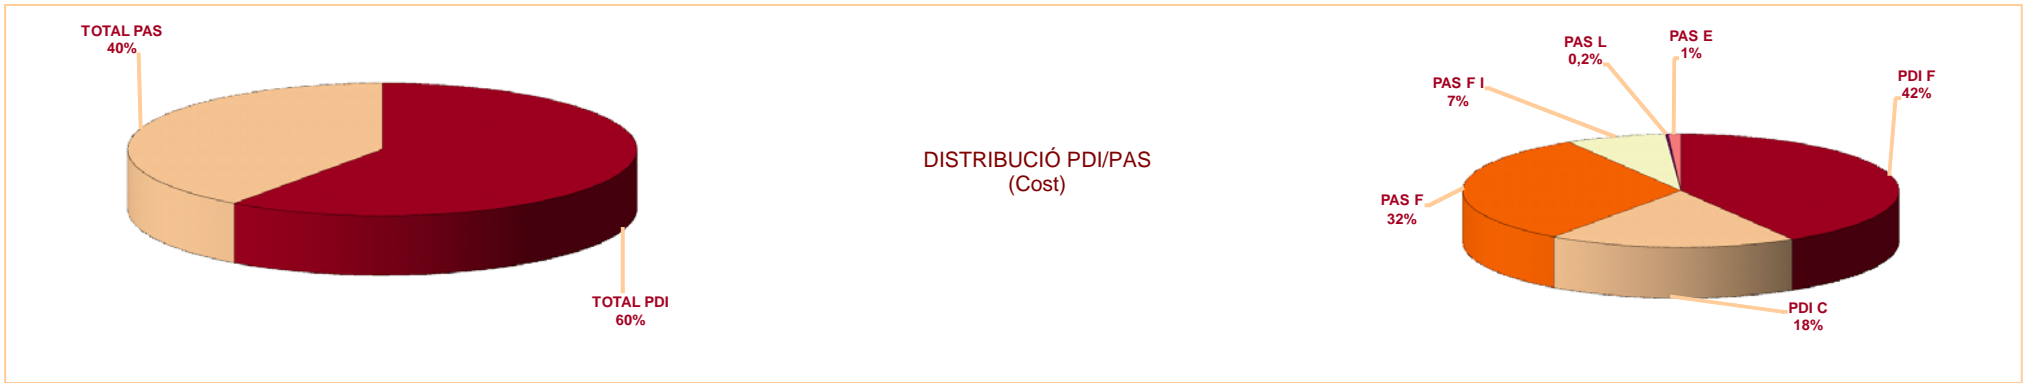 TOTAL PAS
40%
TOTAL PDI
60%
DISTRIBUCIÓ PDI/PAS
(Cost)
PAS E
1%
PAS L
0,2%
PAS F I
7%
PDI F
42%
PAS F
32%
PDI C
18%